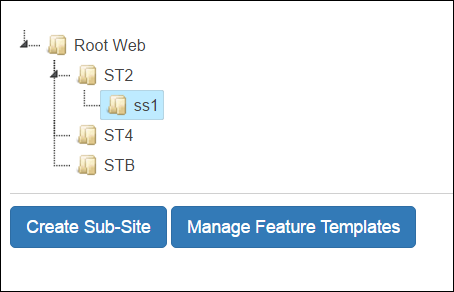 Root Web
ST2
ss1
ST4
STB
Create Sub-Site Manage Feature Templates